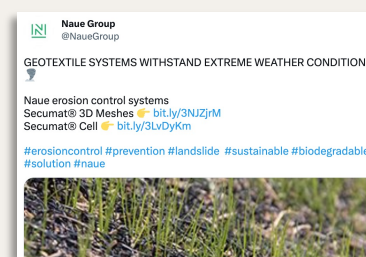 Naue Group
@NaueGroup
GEOTEXTILE SYSTEMS WITHSTAND EXTREME WEATHER CONDITION
🌪️
Naue erosion control systems
Secumat® 3D Meshes 👉 bit.ly/3NJZjrM
Secumat® Cell 👉 bit.ly/3LvDyKm
#erosioncontrol #prevention #landslide #sustainable #biodegradable
#solution #naue